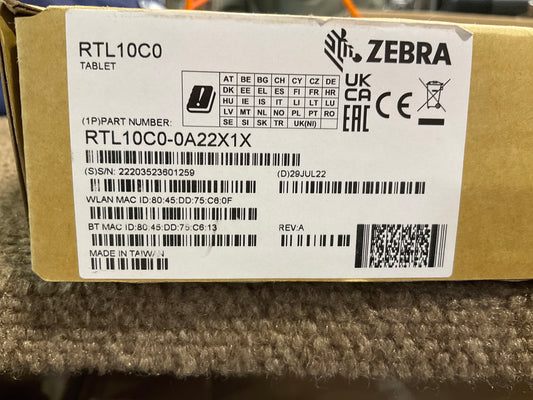 RTL10C0
TABLET
ZEBRA
AT BE BG CH CY CZ DE
DK EE EL ES FI FR HR
HU IE IS IT LI LT LU
LV MT NL NO PL PT RO
SE SI SK TR UK(NI)
UK
CA
CE
EAC
(1P)PART NUMBER:
RTL10C0-0A22X1X
(S)S/N: 22203523601259
(D)29JUL22
WLAN MAC ID:80:45:DD:75:C6:0F
BT MAC ID:80:45:DD:75:C6:13
REV:A
MADE IN TAIWAN